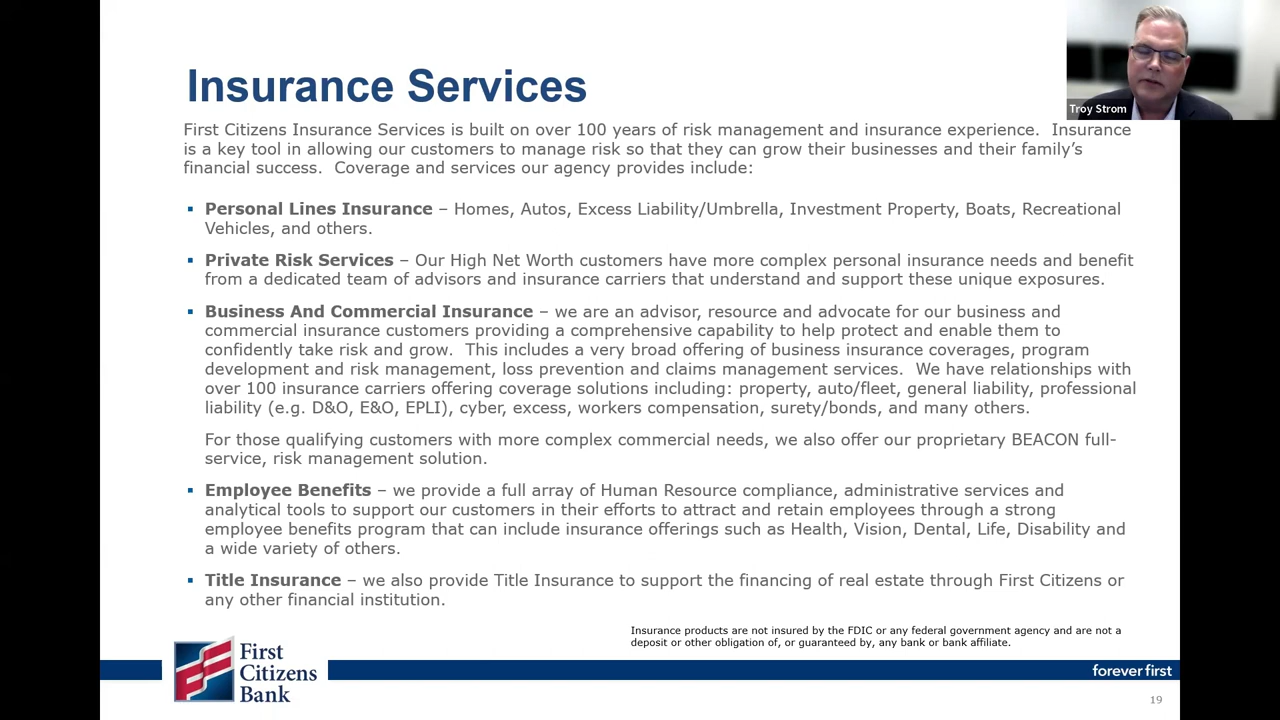 Insurance Services
Troy Strom
First Citizens Insurance Services is built on over 100 years of risk management and insurance experience.  Insurance
is a key tool in allowing our customers to manage risk so that they can grow their businesses and their family’s
financial success.  Coverage and services our agency provides include:
▪ Personal Lines Insurance – Homes, Autos, Excess Liability/Umbrella, Investment Property, Boats, Recreational
Vehicles, and others.
▪ Private Risk Services – Our High Net Worth customers have more complex personal insurance needs and benefit
from a dedicated team of advisors and insurance carriers that understand and support these unique exposures.
▪ Business And Commercial Insurance – we are an advisor, resource and advocate for our business and
commercial insurance customers providing a comprehensive capability to help protect and enable them to
confidently take risk and grow.  This includes a very broad offering of business insurance coverages, program
development and risk management, loss prevention and claims management services.  We have relationships with
over 100 insurance carriers offering coverage solutions including: property, auto/fleet, general liability, professional
liability (e.g. D&O, E&O, EPLI), cyber, excess, workers compensation, surety/bonds, and many others.
For those qualifying customers with more complex commercial needs, we also offer our proprietary BEACON full-
service, risk management solution.
▪ Employee Benefits – we provide a full array of Human Resource compliance, administrative services and
analytical tools to support our customers in their efforts to attract and retain employees through a strong
employee benefits program that can include insurance offerings such as Health, Vision, Dental, Life, Disability and
a wide variety of others.
▪ Title Insurance – we also provide Title Insurance to support the financing of real estate through First Citizens or
any other financial institution.
Insurance products are not insured by the FDIC or any federal government agency and are not a
deposit or other obligation of, or guaranteed by, any bank or bank affiliate.
First
Citizens
Bank
forever first
19